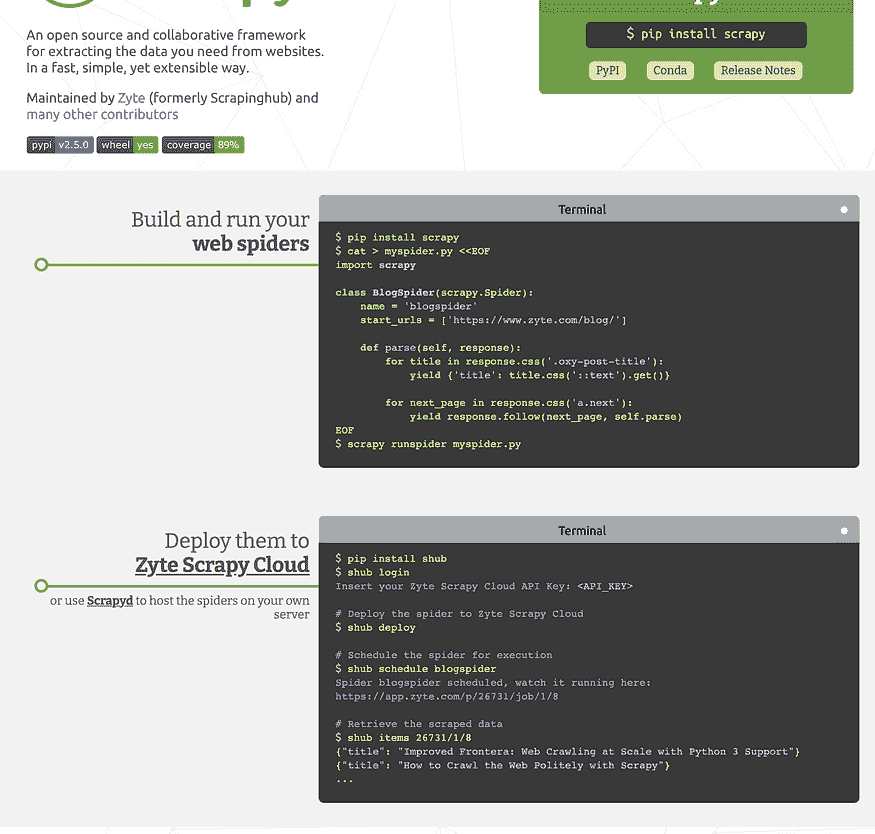 An open source and collaborative framework
for extracting the data you need from websites.
In a fast, simple, yet extensible way.
Maintained by Zyte (formerly Scrapinghub) and
many other contributors
pypi v2.5.0 wheel yes coverage 89%
$ pip install scrapy
PyPI Conda Release Notes
Build and run your
web spiders
Terminal
$ pip install scrapy
$ cat > myspider.py <<EOF
import scrapy
class BlogSpider(scrapy.Spider):
    name = 'blogspider'
    start_urls = ['https://www.zyte.com/blog/']
    def parse(self, response):
        for title in response.css('.oxy-post-title'):
            yield {'title': title.css('::text').get()}
        for next_page in response.css('a.next'):
            yield response.follow(next_page, self.parse)
EOF
$ scrapy runspider myspider.py
Deploy them to
Zyte Scrapy Cloud
or use Scrapyd to host the spiders on your own
server
Terminal
$ pip install shub
$ shub login
Insert your Zyte Scrapy Cloud API Key: <API_KEY>
# Deploy the spider to Zyte Scrapy Cloud
$ shub deploy
# Schedule the spider for execution
$ shub schedule blogspider
Spider blogspider scheduled, watch it running here:
https://app.zyte.com/p/26731/job/1/8
# Retrieve the scraped data
$ shub items 26731/1/8
{"title": "Improved Frontera: Web Crawling at Scale with Python 3 Support"}
{"title": "How to Crawl the Web Politely with Scrapy"}
...